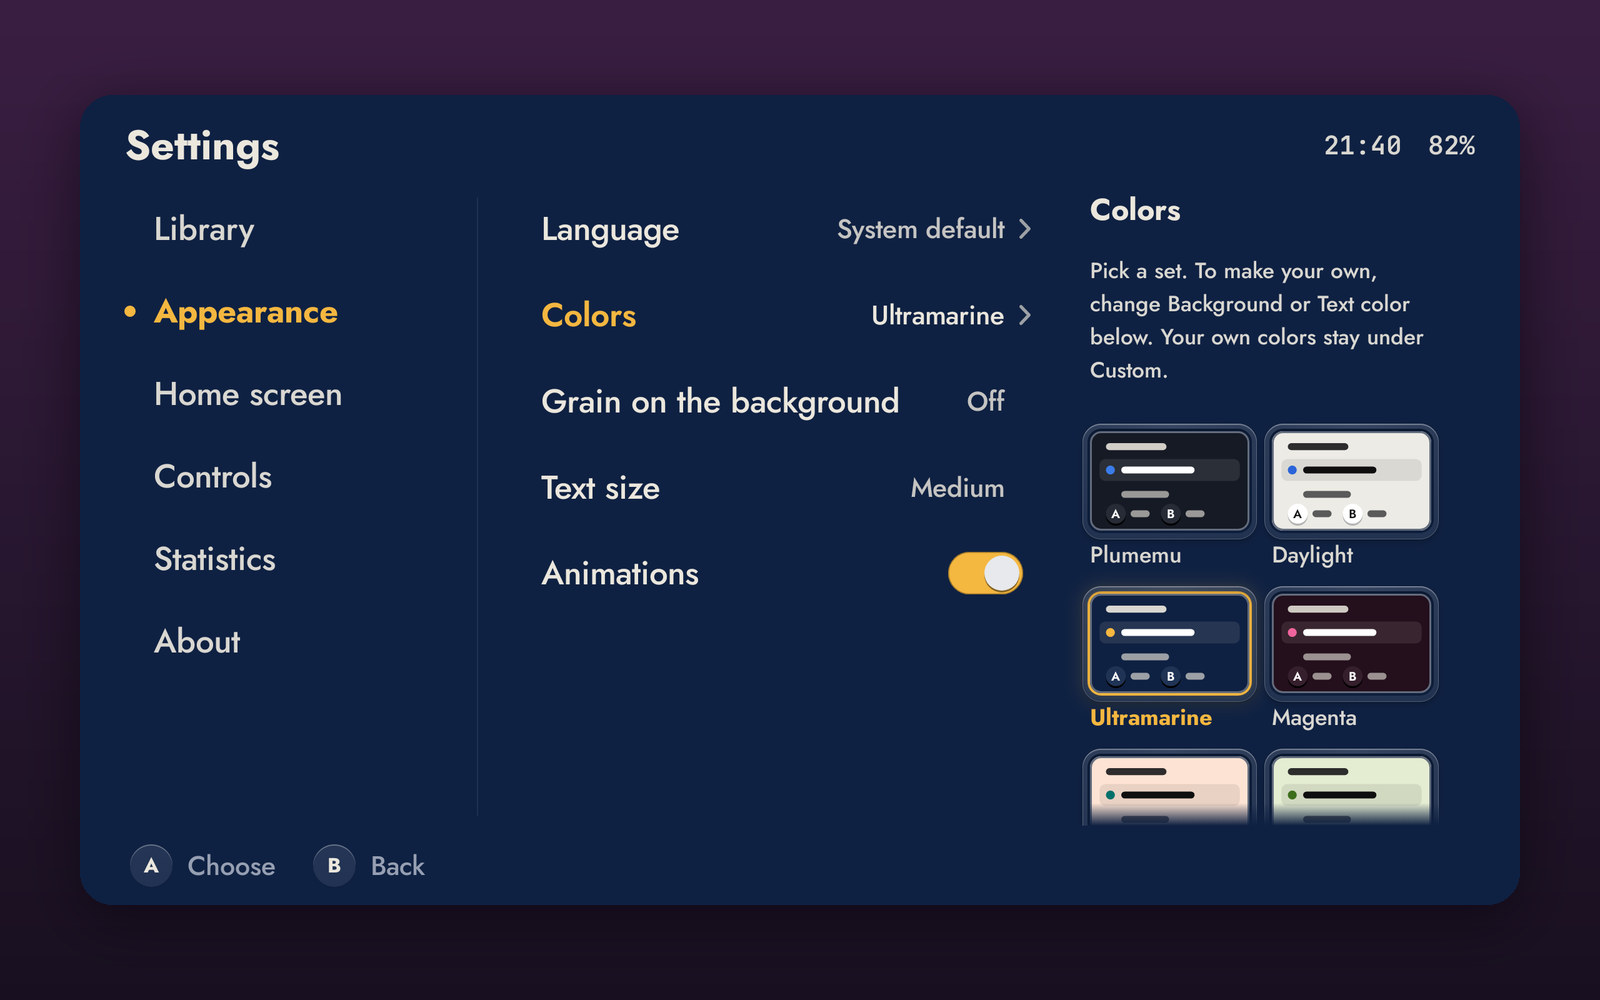 Settings
21:40 82%
Library
Appearance
Home screen
Controls
Statistics
About
Language System default
Colors Ultramarine
Grain on the background Off
Text size Medium
Animations
Colors
Pick a set. To make your own,
change Background or Text color
below. Your own colors stay under
Custom.
A B
A B
Plumemu Daylight
A B
A B
Ultramarine Magenta
A Choose B Back